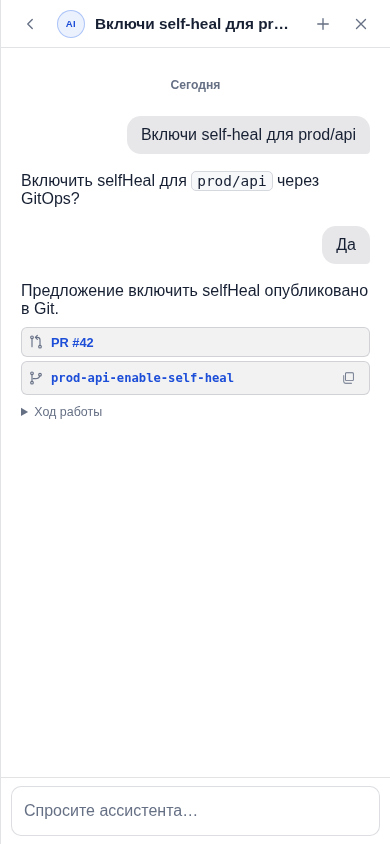 AI
Включи self-heal для pr...
Сегодня
Включи self-heal для prod/api
Включить selfHeal для prod/api через
GitOps?
Да
Предложение включить selfHeal опубликовано
в Git.
PR #42
prod-api-enable-self-heal
Ход работы
Спросите ассистента...